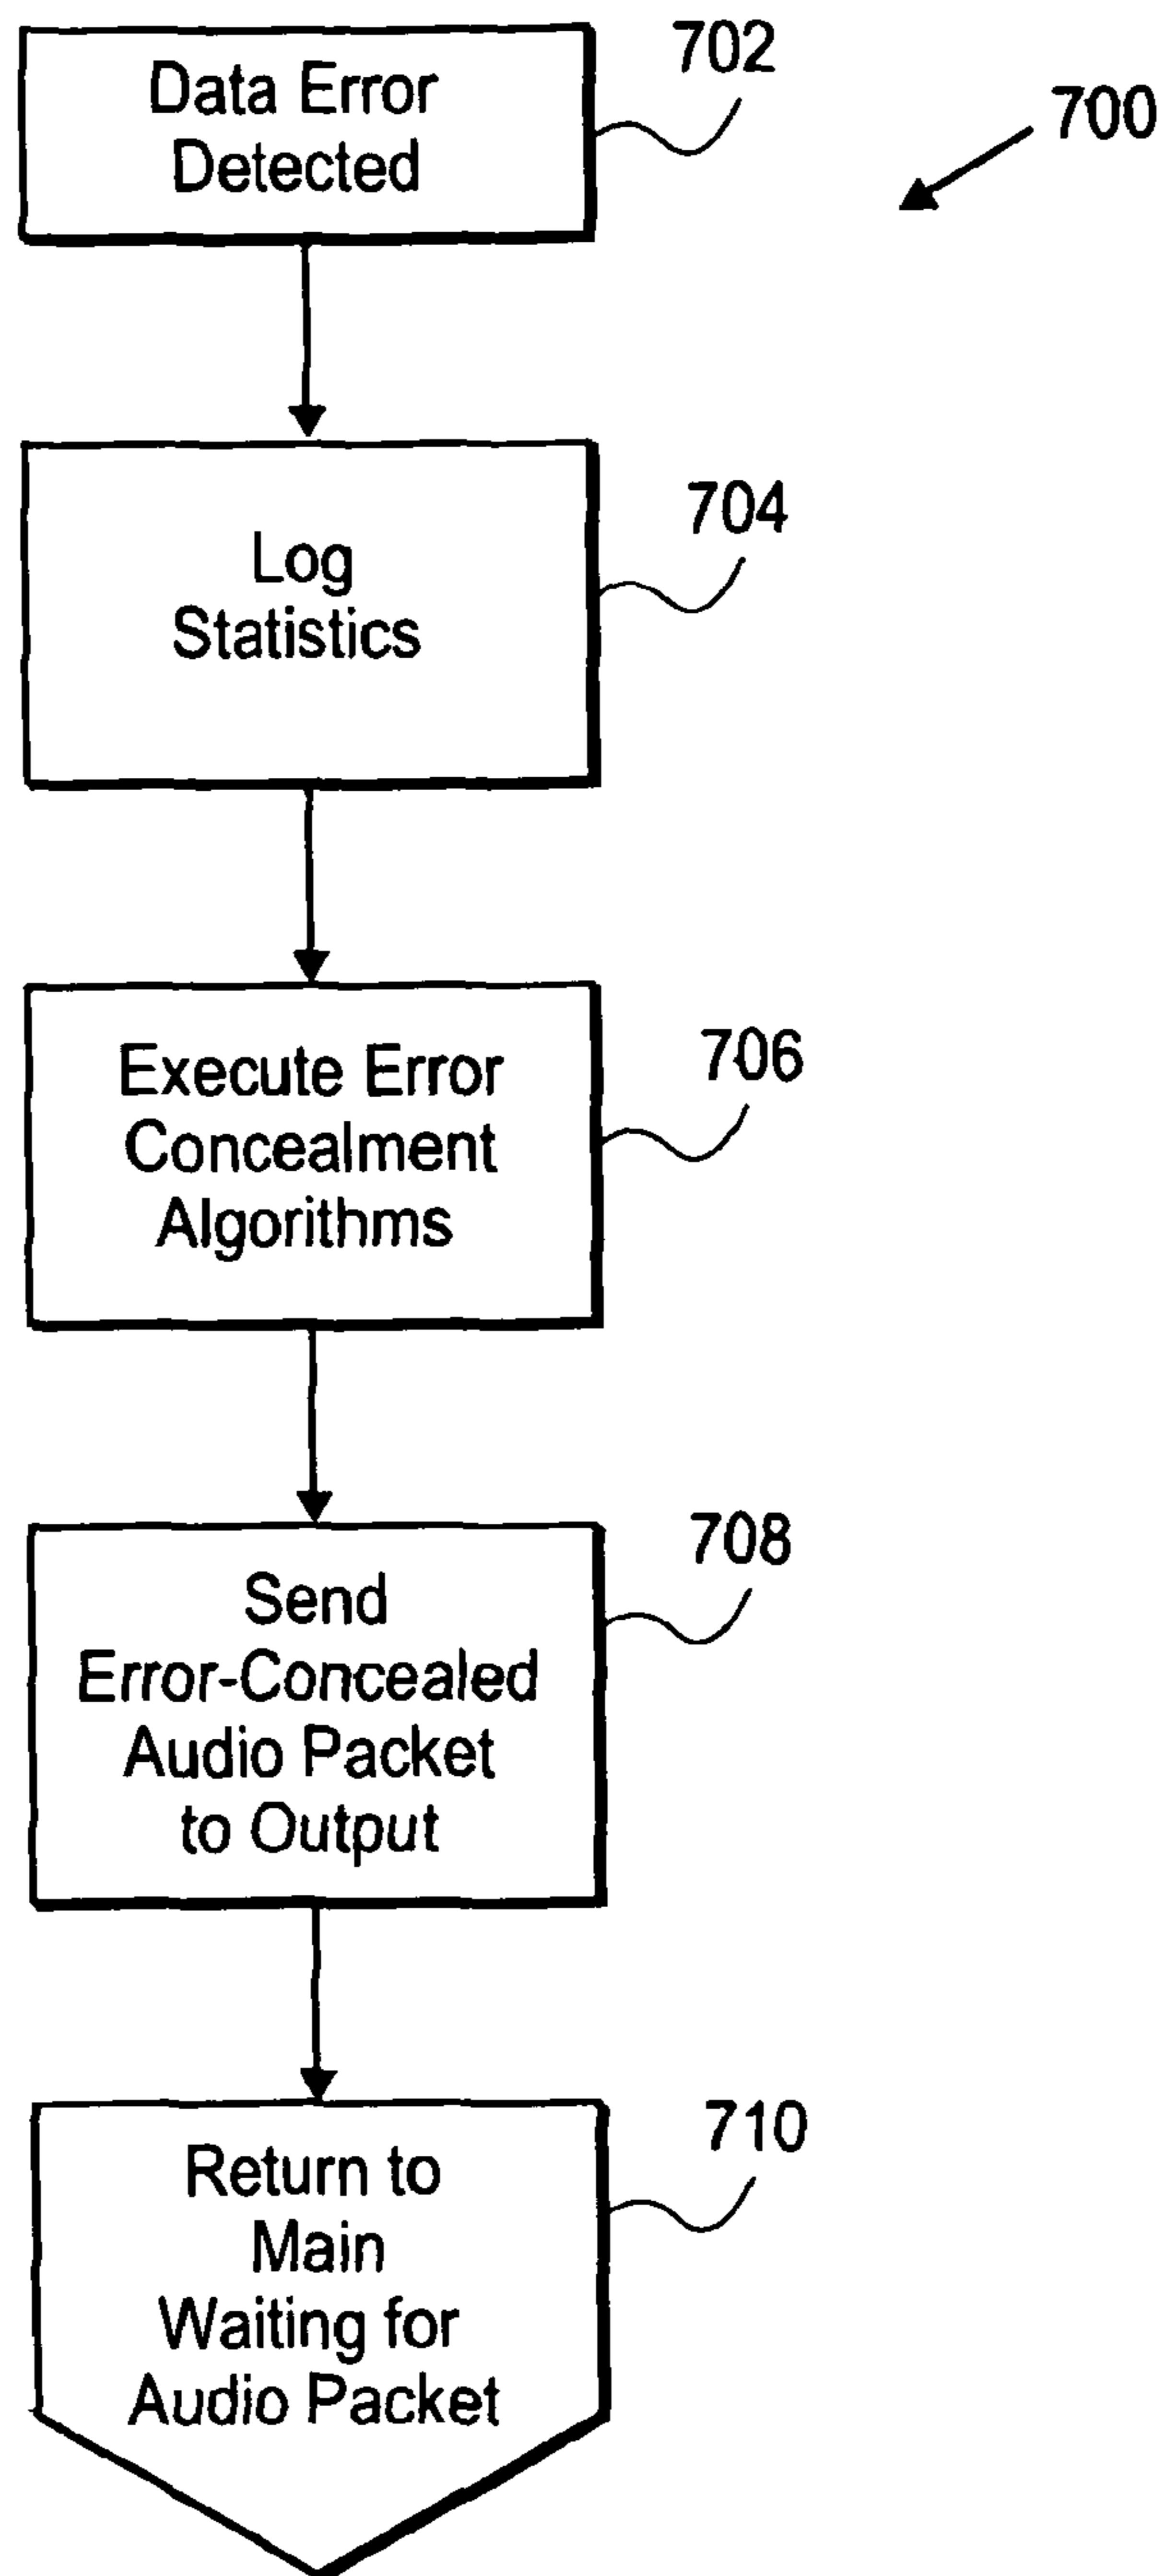 702
Data Error
Detected
700
704
Log
Statistics
706
Execute Error
Concealment
Algorithms
708
Send
Error-Concealed
Audio Packet
to Output
710
Return to
Main
Waiting for
Audio Packet